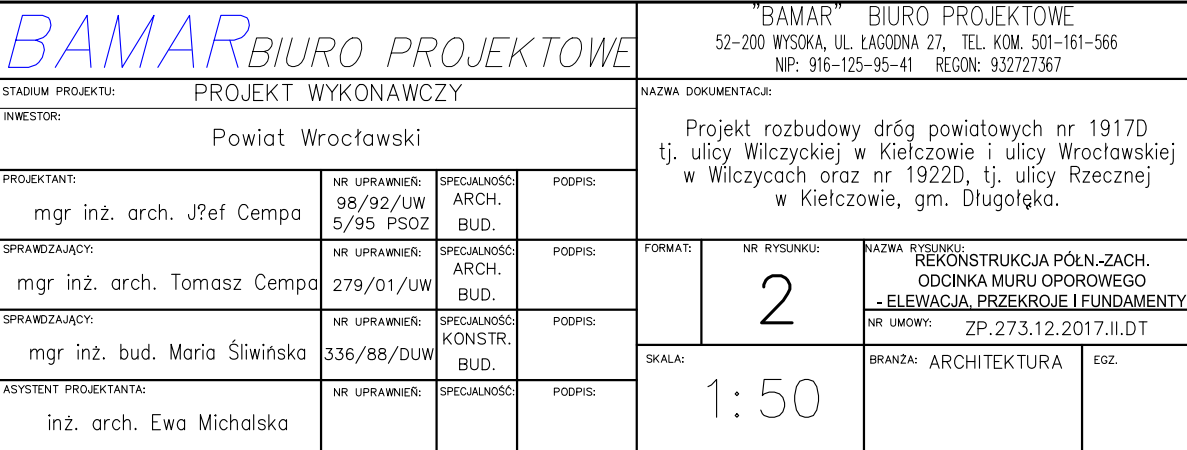 BAMAR BIURO PROJEKTOWE
"BAMAR" BIURO PROJEKTOWE
52-200 WYSOKA, UL. ŁAGODNA 27, TEL. KOM. 501-161-566
NIP: 916-125-95-41 REGON: 932727367
STADIUM PROJEKTU: PROJEKT WYKONAWCZY
INWESTOR:
Powiat Wrocławski
NAZWA DOKUMENTACJI:
Projekt rozbudowy dróg powiatowych nr 1917D
tj. ulicy Wilczyckiej w Kiełczowie i ulicy Wrocławskiej
w Wilczycach oraz nr 1922D, tj. ulicy Rzecznej
w Kiełczowie, gm. Długołęka.
PROJEKTANT: NR UPRAWNIEŃ: SPECJALNOŚĆ: PODPIS:
mgr inż. arch. J?ef Cempa
98/92/UW
5/95 PSOZ
ARCH.
BUD.
SPRAWDZAJĄCY: NR UPRAWNIEŃ: SPECJALNOŚĆ: PODPIS:
mgr inż. arch. Tomasz Cempa
279/01/UW
ARCH.
BUD.
SPRAWDZAJĄCY: NR UPRAWNIEŃ: SPECJALNOŚĆ: PODPIS:
mgr inż. bud. Maria Śliwińska
336/88/DUW
KONSTR.
BUD.
ASYSTENT PROJEKTANTA: NR UPRAWNIEŃ: SPECJALNOŚĆ: PODPIS:
inż. arch. Ewa Michalska
FORMAT:
NR RYSUNKU:
2
NAZWA RYSUNKU:
REKONSTRUKCJA PÓŁN.-ZACH.
ODCINKA MURU OPOROWEGO
- ELEWACJA, PRZEKROJE I FUNDAMENTY
NR UMOWY: ZP.273.12.2017.II.DT
SKALA:
1:50
BRANŻA: ARCHITEKTURA
EGZ.